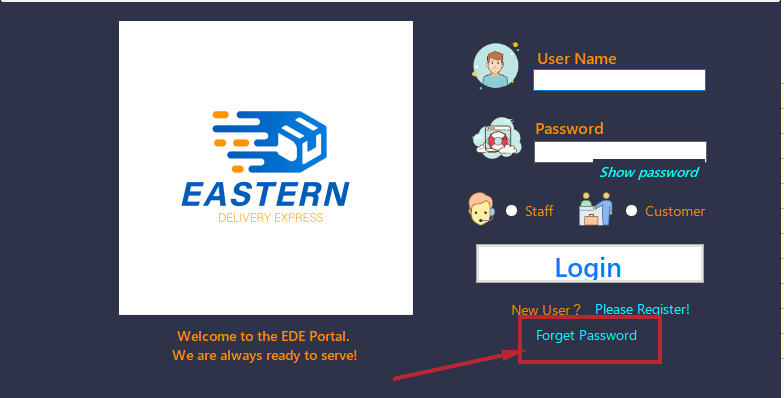 EASTERN
DELIVERY EXPRESS
Welcome to the EDE Portal.
We are always ready to serve!
User Name
Password
Show password
Staff
Customer
Login
New User ?
Please Register!
Forget Password